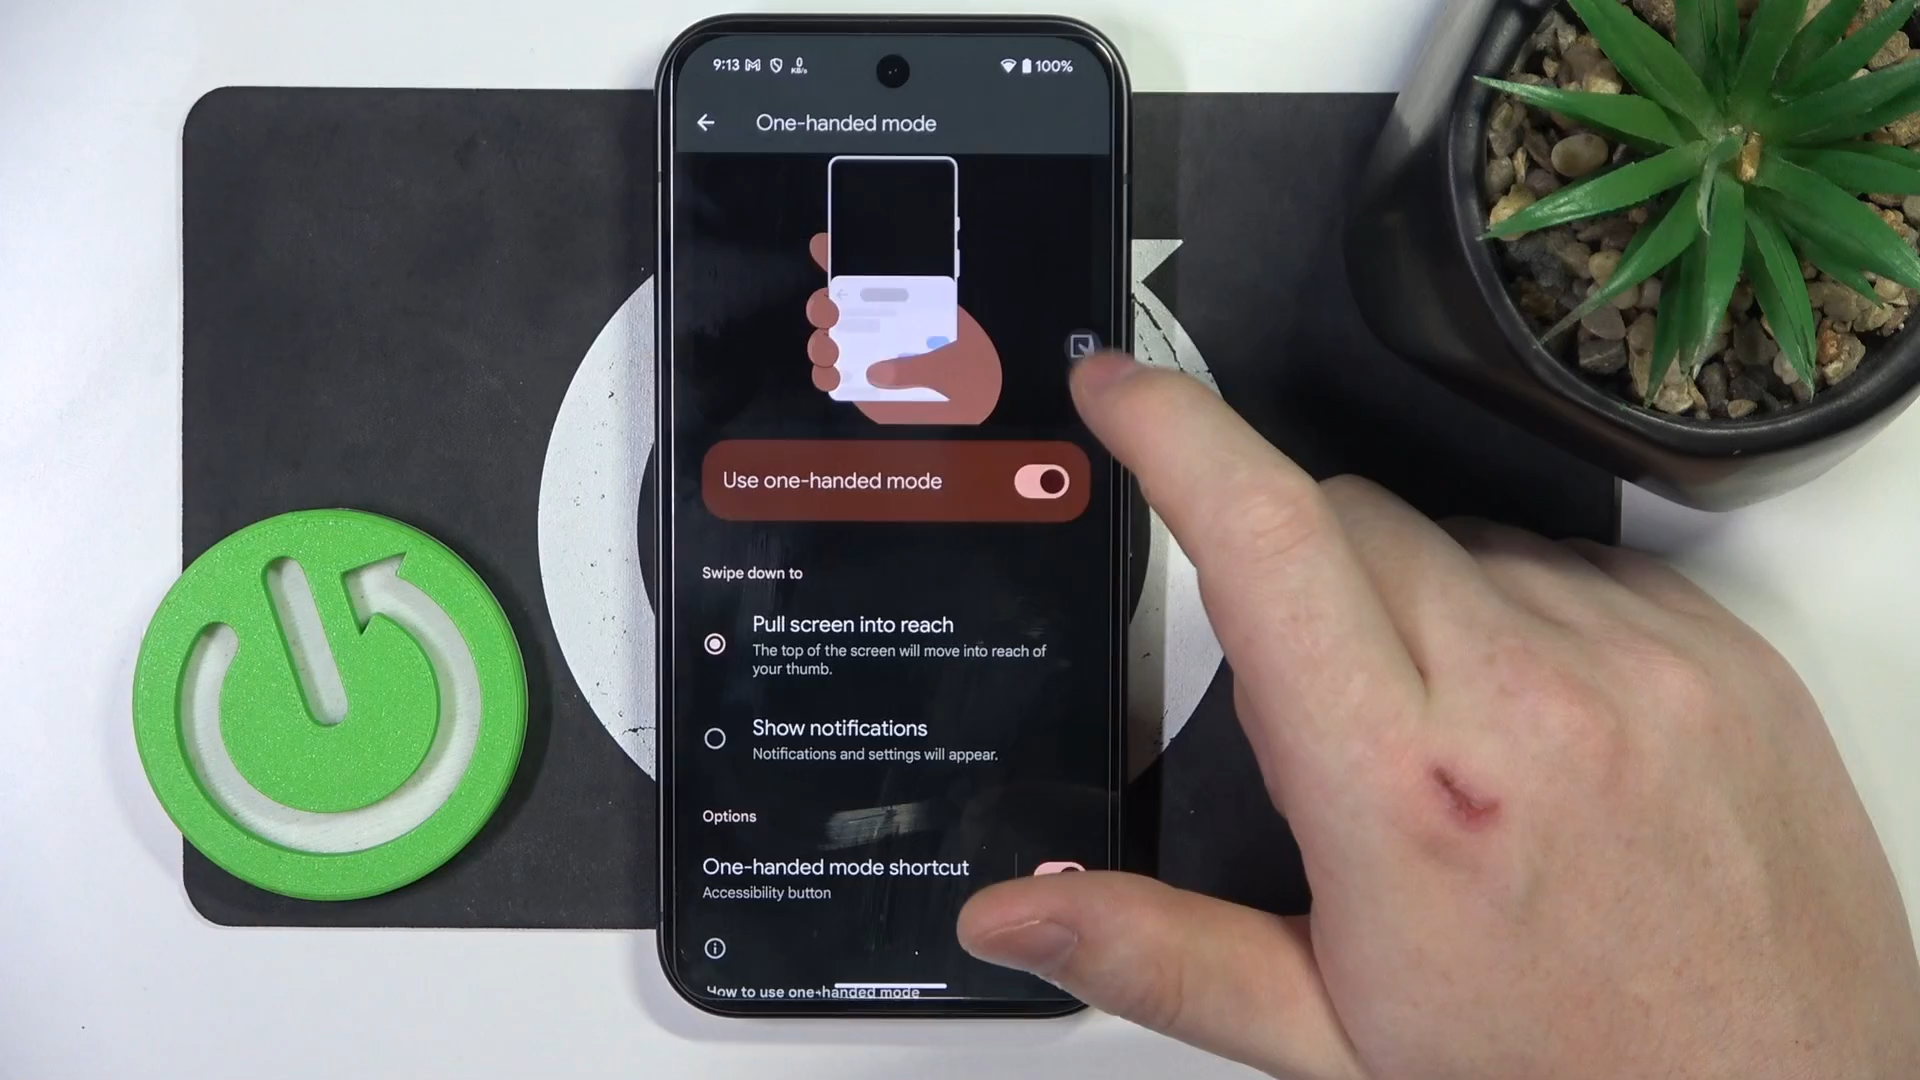 9:13
0
KB/s
100%
One-handed mode
Use one-handed mode
Swipe down to
Pull screen into reach
The top of the screen will move into reach of
your thumb.
Show notifications
Notifications and settings will appear.
Options
One-handed mode shortcut
Accessibility button
How to use one-handed mode